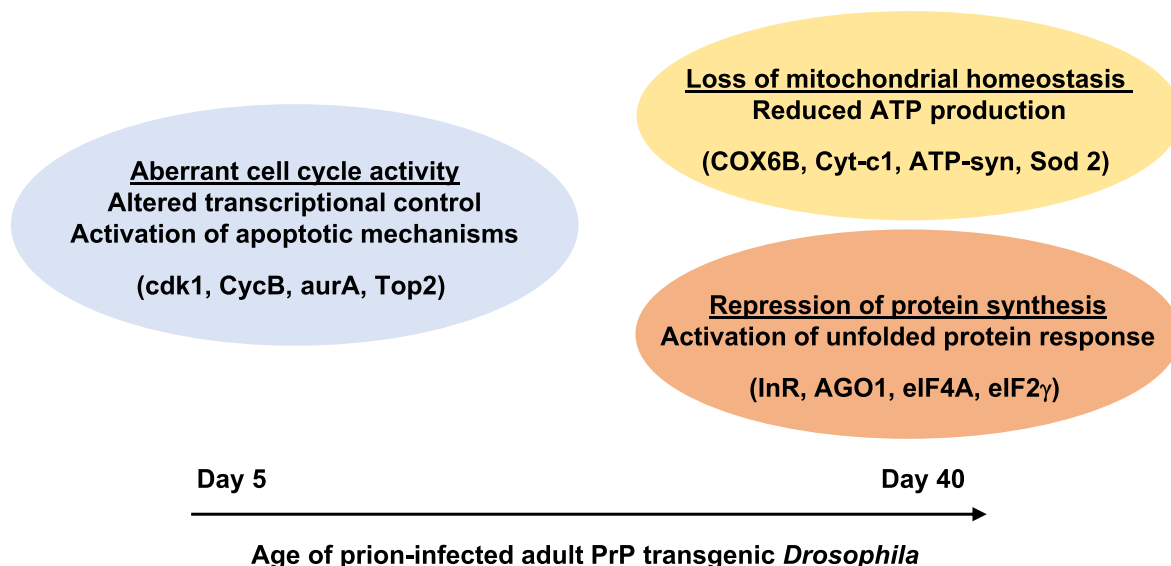 Aberrant cell cycle activity
Altered transcriptional control
Activation of apoptotic mechanisms
(cdk1, CycB, aurA, Top2)
Loss of mitochondrial homeostasis
Reduced ATP production
(COX6B, Cyt-c1, ATP-syn, Sod 2)
Repression of protein synthesis
Activation of unfolded protein response
(InR, AGO1, eIF4A, eIF2γ)
Day 5
Day 40
Age of prion-infected adult PrP transgenic Drosophila